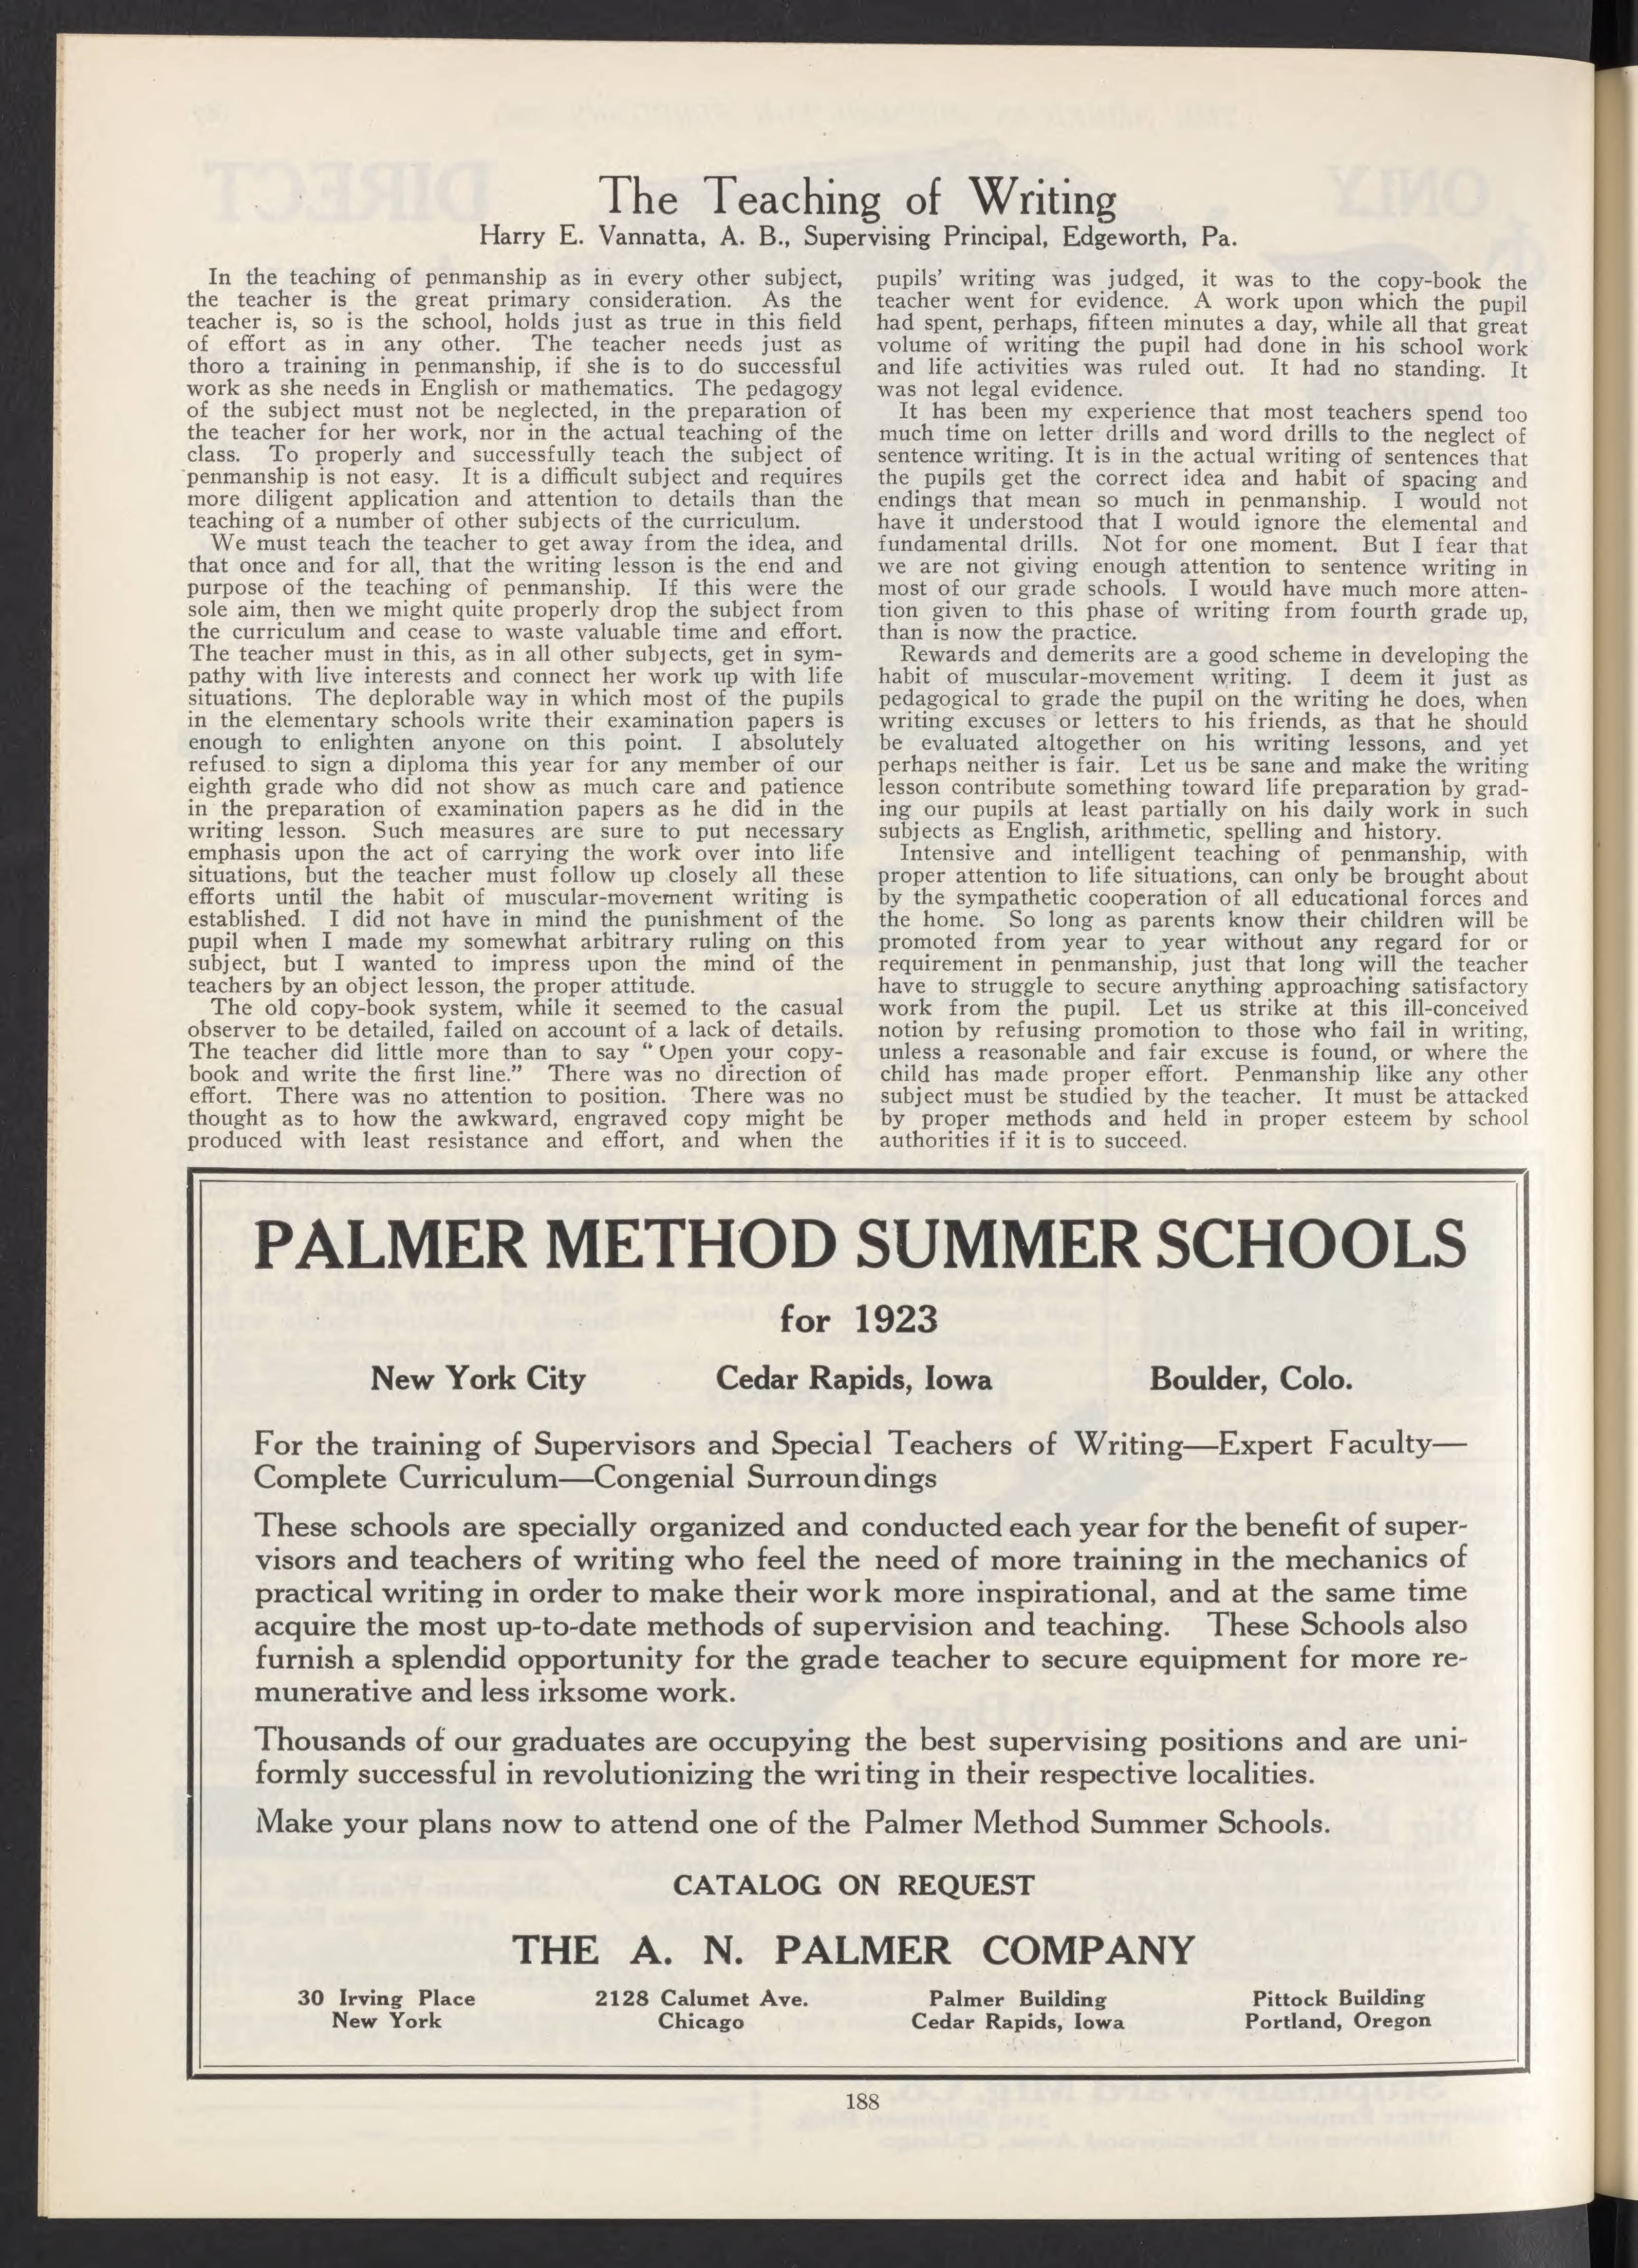 The Teaching of Writing
Harry E. Vannatta, A. B., Supervising Principal, Edgeworth, Pa.
In the teaching of penmanship as in every other subject,
the teacher is the great primary consideration. As the
teacher is, so is the school, holds just as true in this field
of effort as in any other. The teacher needs just as
thoro a training in penmanship, if she is to do successful
work as she needs in English or mathematics. The pedagogy
of the subject must not be neglected, in the preparation of
the teacher for her work, nor in the actual teaching of the
class. To properly and successfully teach the subject of
penmanship is not easy. It is a difficult subject and requires
more diligent application and attention to details than the
teaching of a number of other subjects of the curriculum.
We must teach the teacher to get away from the idea, and
that once and for all, that the writing lesson is the end and
purpose of the teaching of penmanship. If this were the
sole aim, then we might quite properly drop the subject from
the curriculum and cease to waste valuable time and effort.
The teacher must in this, as in all other subjects, get in sym-
pathy with live interests and connect her work up with life
situations. The deplorable way in which most of the pupils
in the elementary schools write their examination papers is
enough to enlighten anyone on this point. I absolutely
refused to sign a diploma this year for any member of our
eighth grade who did not show as much care and patience
in the preparation of examination papers as he did in the
writing lesson. Such measures are sure to put necessary
emphasis upon the act of carrying the work over into life
situations, but the teacher must follow up closely all these
efforts until the habit of muscular-movement writing is
established. I did not have in mind the punishment of the
pupil when I made my somewhat arbitrary ruling on this
subject, but I wanted to impress upon the mind of the
teachers by an object lesson, the proper attitude.
The old copy-book system, while it seemed to the casual
observer to be detailed, failed on account of a lack of details.
The teacher did little more than to say “ Open your copy-
book and write the first line.” There was no direction of
effort. There was no attention to position. There was no
thought as to how the awkward, engraved copy might be
produced with least resistance and effort, and when the
pupils’ writing was judged, it was to the copy-book the
teacher went for evidence. A work upon which the pupil
had spent, perhaps, fifteen minutes a day, while all that great
volume of writing the pupil had done in his school work
and life activities was ruled out. It had no standing. It
was not legal evidence.
It has been my experience that most teachers spend too
much time on letter drills and word drills to the neglect of
sentence writing. It is in the actual writing of sentences that
the pupils get the correct idea and habit of spacing and
endings that mean so much in penmanship. I would not
have it understood that I would ignore the elemental and
fundamental drills. Not for one moment. But I fear that
we are not giving enough attention to sentence writing in
most of our grade schools. I would have much more atten-
tion given to this phase of writing from fourth grade up,
than is now the practice.
Rewards and demerits are a good scheme in developing the
habit of muscular-movement writing. I deem it just as
pedagogical to grade the pupil on the writing he does, when
writing excuses or letters to his friends, as that he should
be evaluated altogether on his writing lessons, and yet
perhaps neither is fair. Let us be sane and make the writing
lesson contribute something toward life preparation by grad-
ing our pupils at least partially on his daily work in such
subjects as English, arithmetic, spelling and history.
Intensive and intelligent teaching of penmanship, with
proper attention to life situations, can only be brought about
by the sympathetic cooperation of all educational forces and
the home. So long as parents know their children will be
promoted from year to year without any regard for or
requirement in penmanship, just that long will the teacher
have to struggle to secure anything approaching satisfactory
work from the pupil. Let us strike at this ill-conceived
notion by refusing promotion to those who fail in writing,
unless a reasonable and fair excuse is found, or where the
child has made proper effort. Penmanship like any other
subject must be studied by the teacher. It must be attacked
by proper methods and held in proper esteem by school
authorities if it is to succeed.
PALMER METHOD SUMMER SCHOOLS
for 1923
New York City Cedar Rapids, Iowa Boulder, Colo.
For the training of Supervisors and Special Teachers of Writing—Expert Faculty—
Complete Curriculum—Congenial Surroundings
These schools are specially organized and conducted each year for the benefit of super-
visors and teachers of writing who feel the need of more training in the mechanics of
practical writing in order to make their work more inspirational, and at the same time
acquire the most up-to-date methods of supervision and teaching. These Schools also
furnish a splendid opportunity for the grade teacher to secure equipment for more re-
munerative and less irksome work.
Thousands of our graduates are occupying the best supervising positions and are uni-
formly successful in revolutionizing the writing in their respective localities.
Make your plans now to attend one of the Palmer Method Summer Schools.
CATALOG ON REQUEST
THE A. N. PALMER COMPANY
30 Irving Place 2128 Calumet Ave. Palmer Building Pittock Building
New York Chicago Cedar Rapids, Iowa Portland, Oregon
188